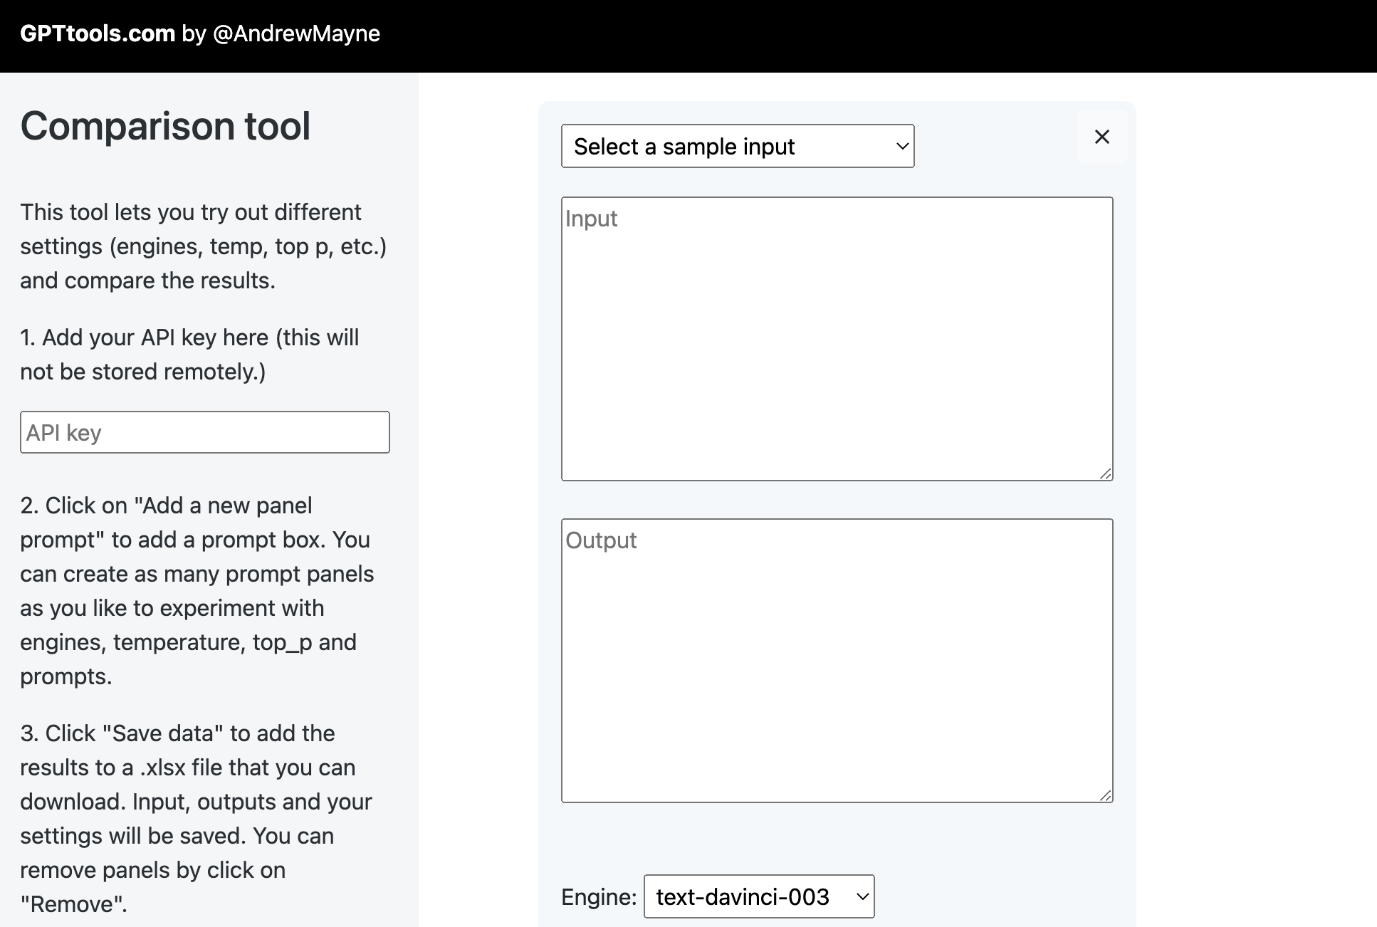 GPTtools.com by @AndrewMayne
Comparison tool
This tool lets you try out different
settings (engines, temp, top p, etc.)
and compare the results.
1. Add your API key here (this will
not be stored remotely.)
API key
2. Click on "Add a new panel
prompt" to add a prompt box. You
can create as many prompt panels
as you like to experiment with
engines, temperature, top_p and
prompts.
3. Click "Save data" to add the
results to a .xlsx file that you can
download. Input, outputs and your
settings will be saved. You can
remove panels by click on
"Remove".
Select a sample input
Input
Output
Engine: text-davinci-003